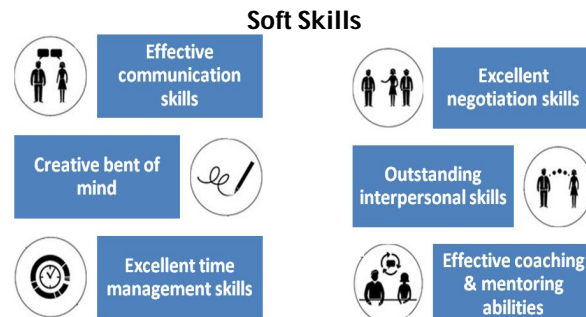 Soft Skills
Effective
communication
skills
Excellent
negotiation skills
Creative bent of
mind
Outstanding
interpersonal skills
Excellent time
management skills
Effective coaching
& mentoring
abilities